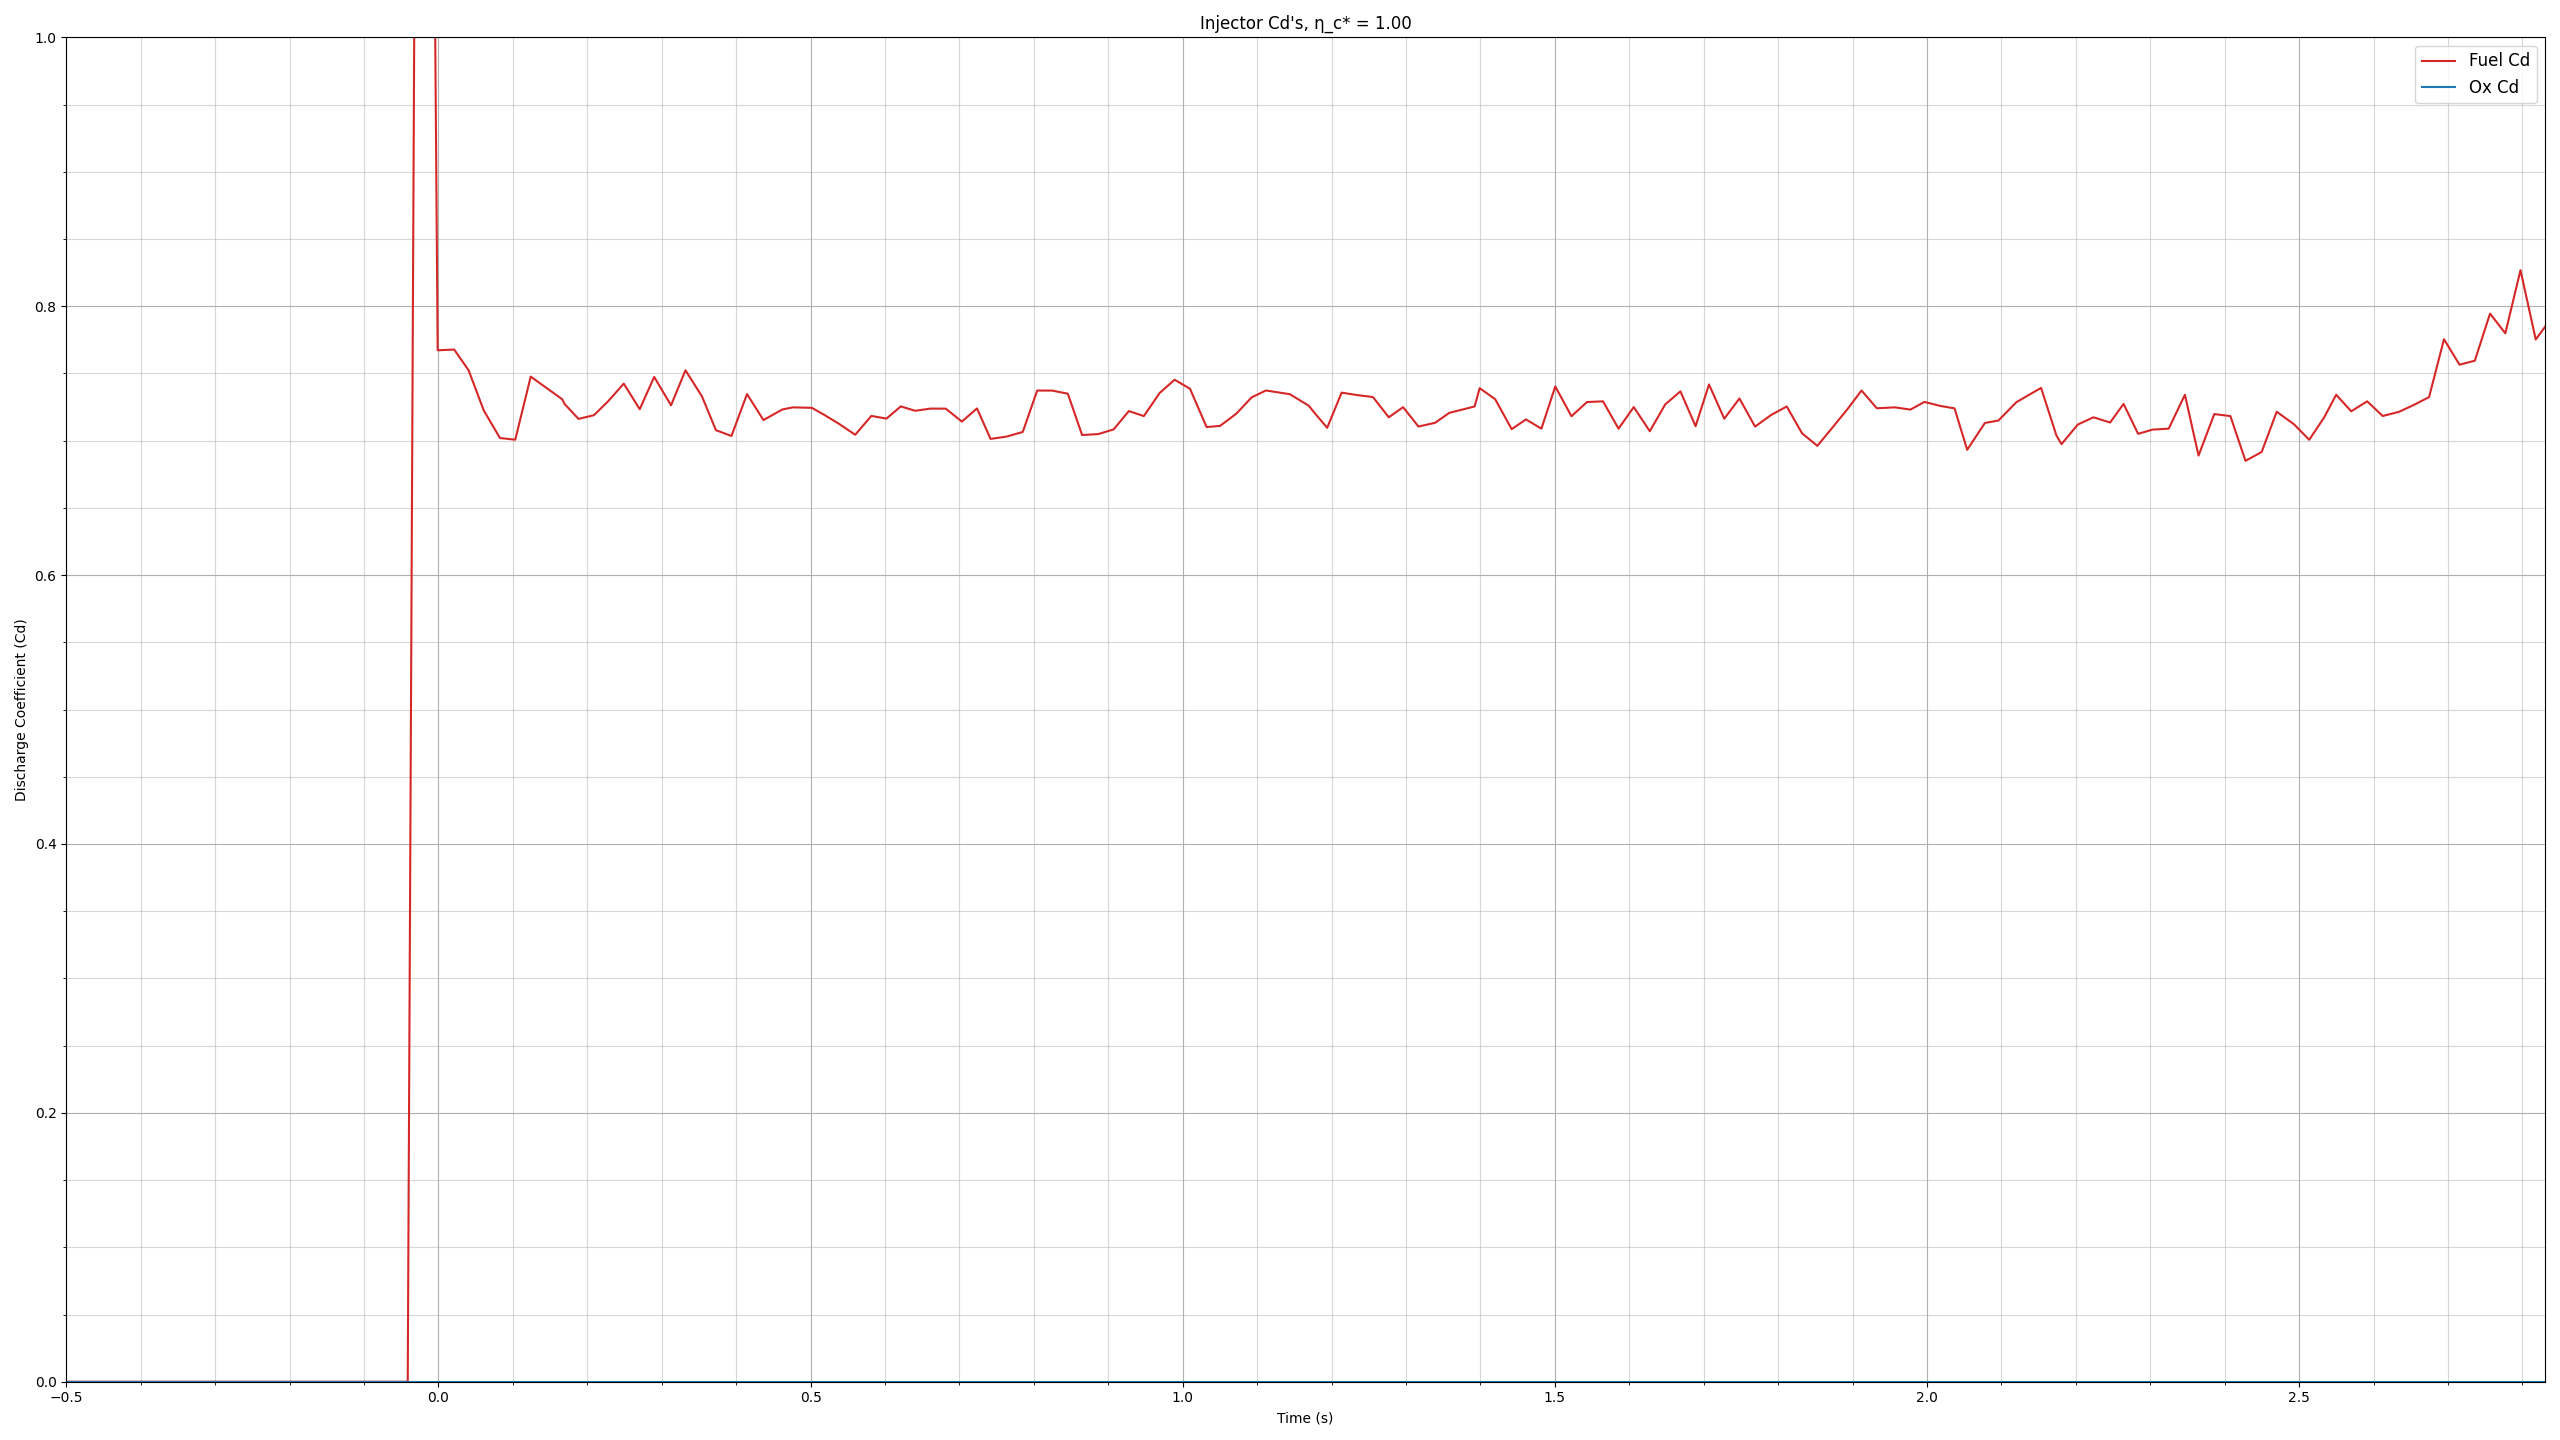 Injector Cd's, η_c* = 1.00
Fuel Cd
Ox Cd
Discharge Coefficient (Cd)
1.0
0.8
0.6
0.4
0.2
0.0
−0.5 0.0 0.5 1.0 1.5 2.0 2.5
Time (s)